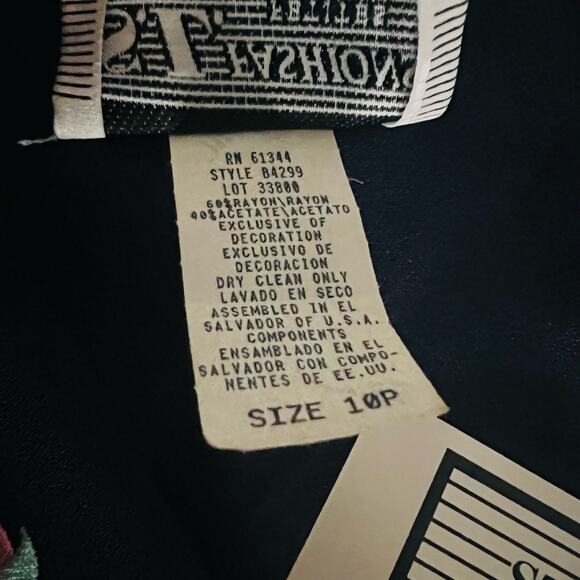 S.T. FASHIONS
RN 61344
STYLE B4299
LOT 33800
60%RAYON/RAYON
40%ACETATE\ACETATO
EXCLUSIVE OF
DECORATION
EXCLUSIVO DE
DECORACION
DRY CLEAN ONLY
LAVADO EN SECO
ASSEMBLED IN EL
SALVADOR OF U.S.A.
COMPONENTS
ENSAMBLADO EN EL
SALVADOR CON COMPO-
NENTES DE EE.UU.
SIZE 10P